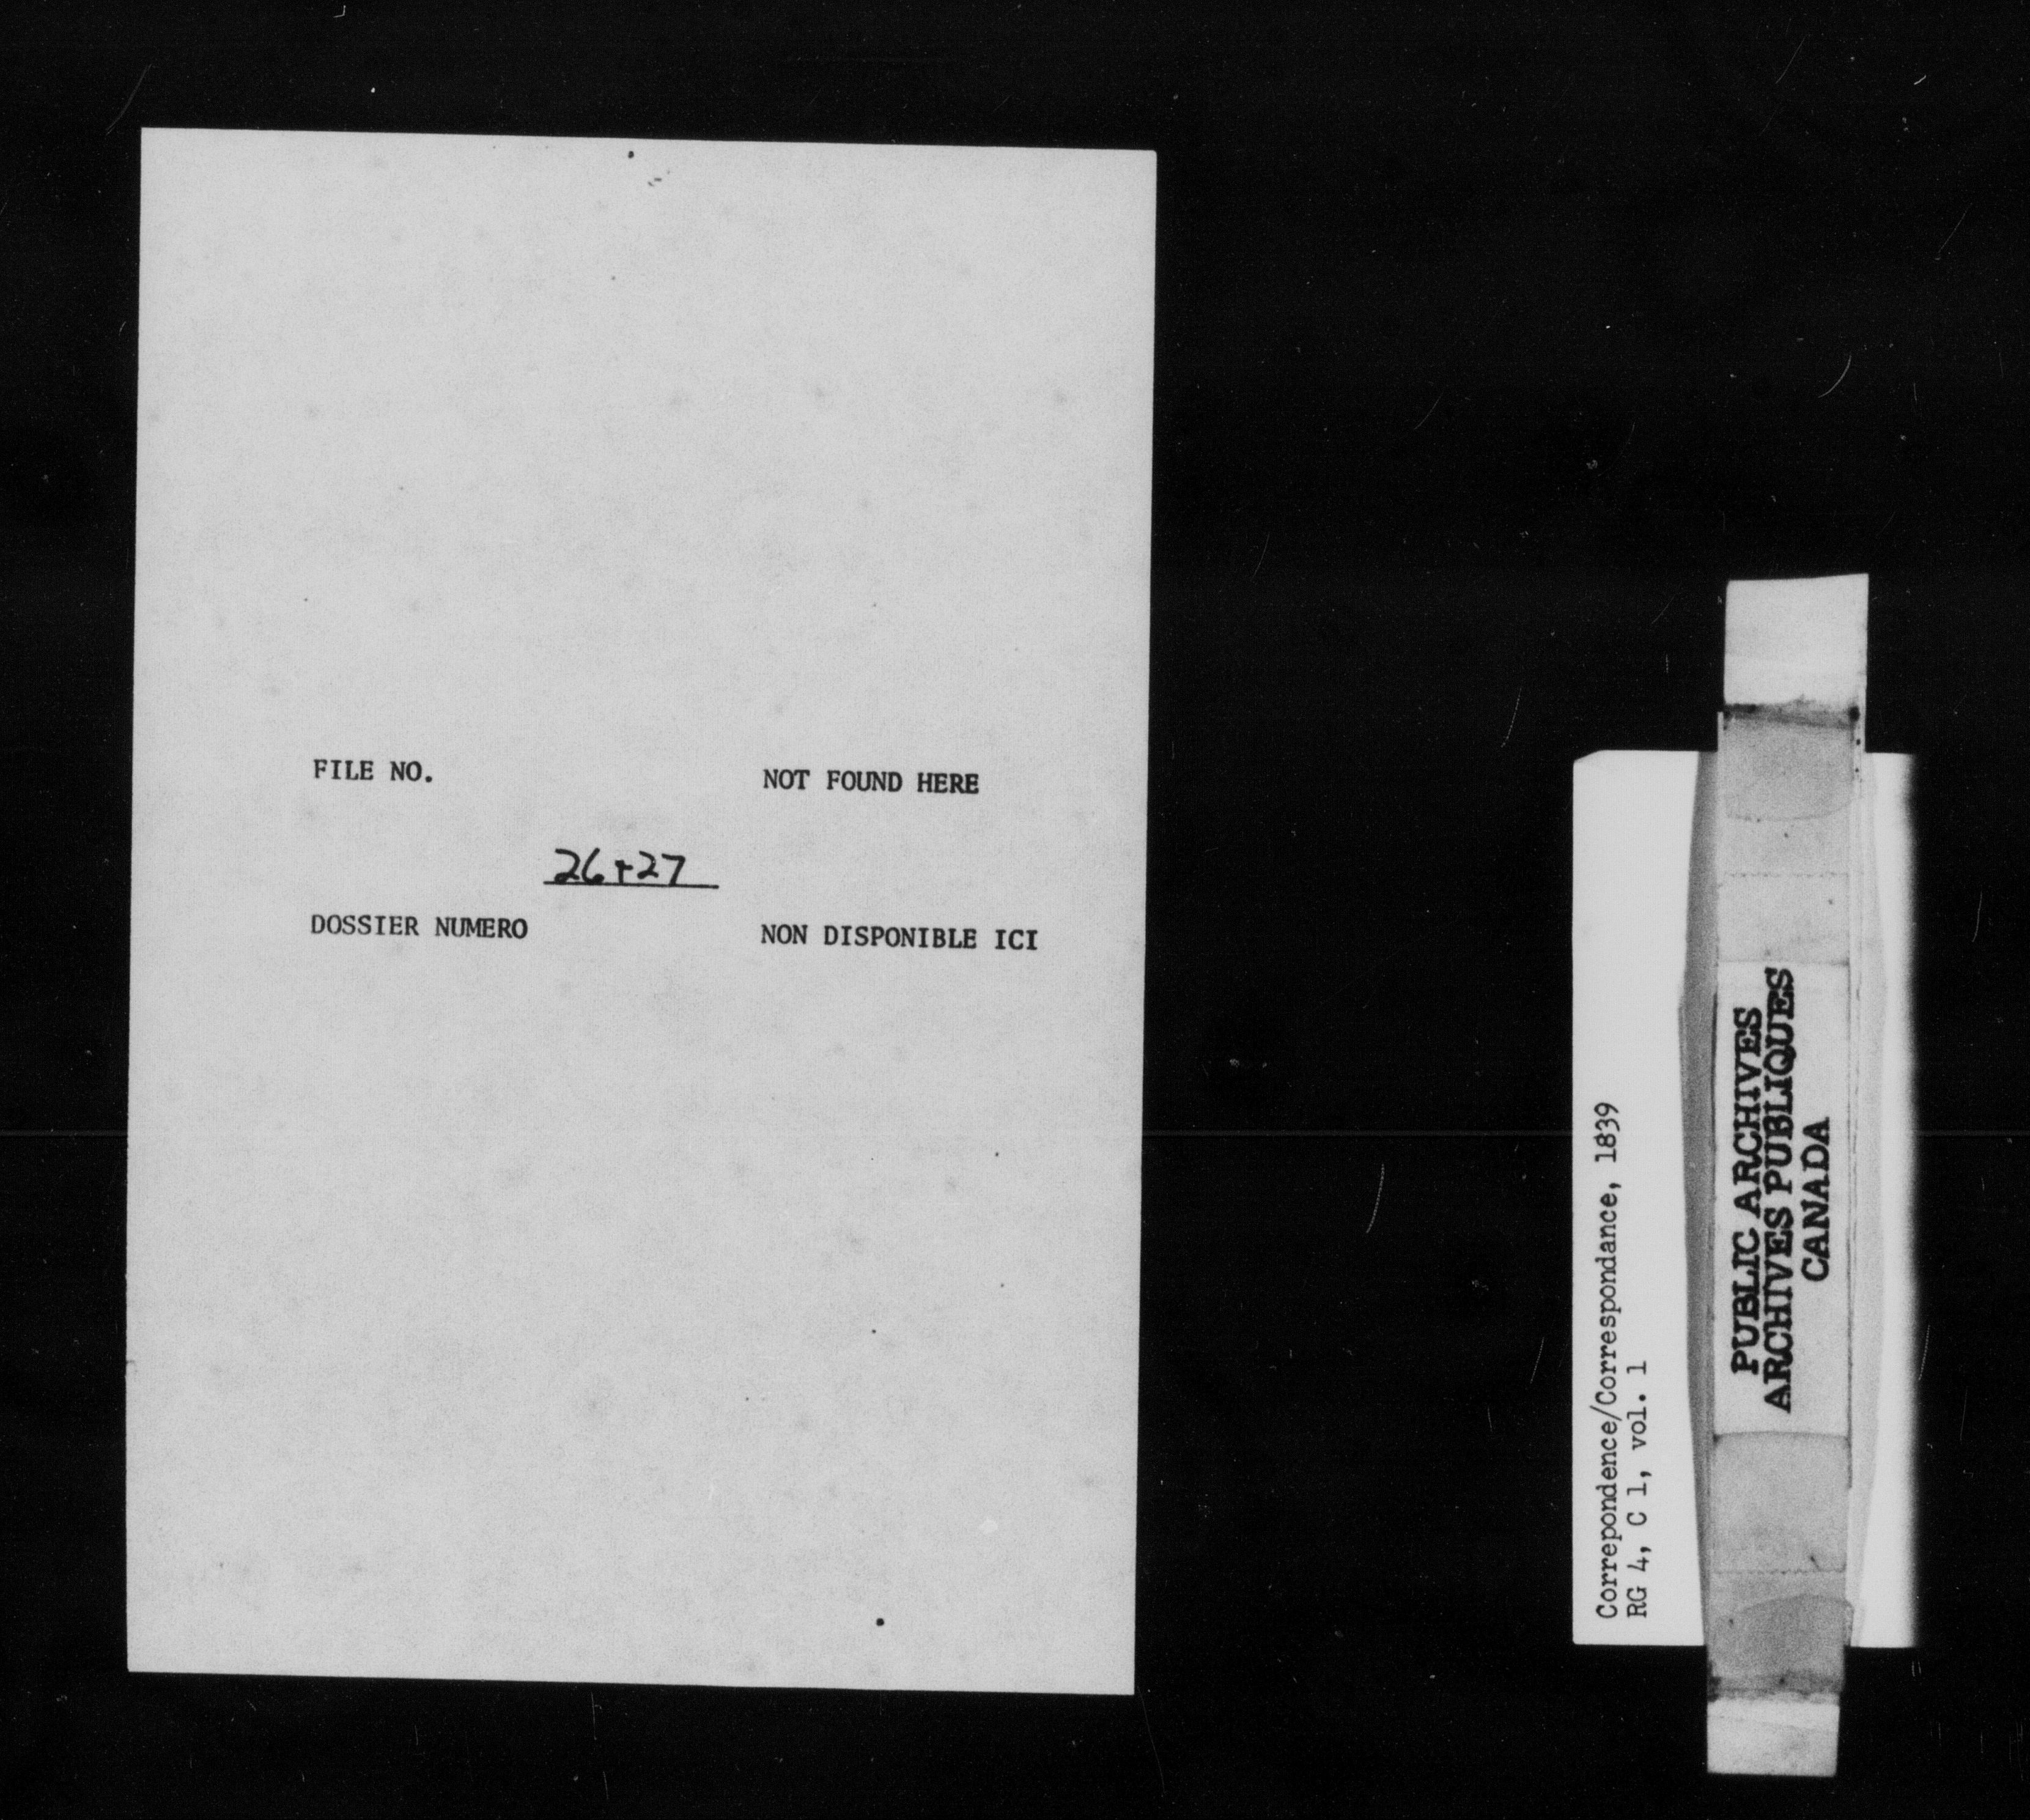 FILE NO. NOT FOUND HERE
26+27
DOSSIER NUMERO NON DISPONIBLE ICI
Correpondence/Correspondance, 1839
RG 4, C 1, vol. 1
PUBLIC ARCHIVES
ARCHIVES PUBLIQUES
CANADA